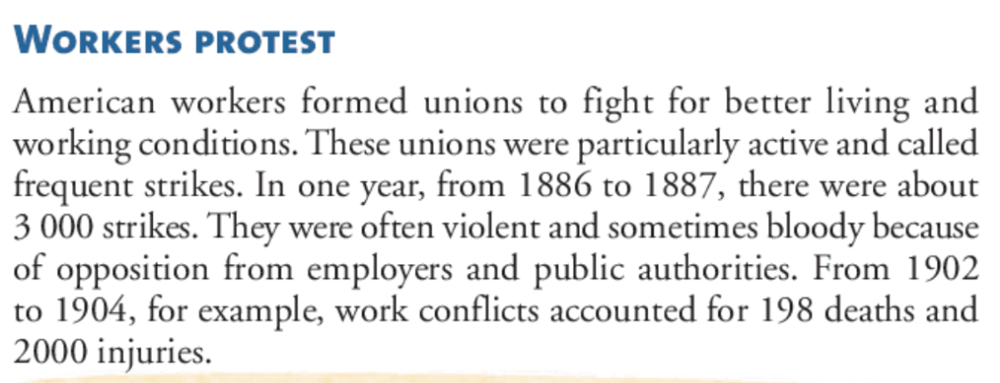 WORKERS PROTEST
American workers formed unions to fight for better living and
working conditions. These unions were particularly active and called
frequent strikes. In one year, from 1886 to 1887, there were about
3 000 strikes. They were often violent and sometimes bloody because
of opposition from employers and public authorities. From 1902
to 1904, for example, work conflicts accounted for 198 deaths and
2000 injuries.